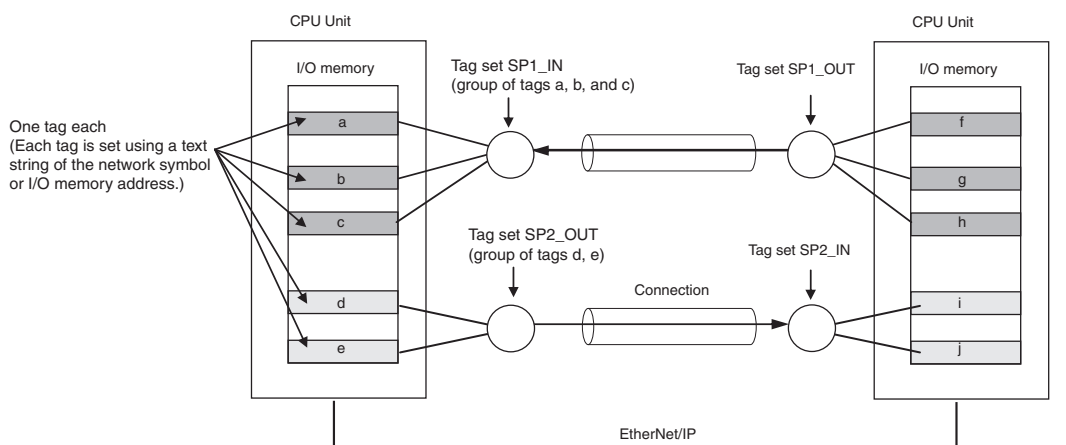 CPU Unit
CPU Unit
I/O memory
Tag set SP1_IN
(group of tags a, b, and c)
Tag set SP1_OUT
I/O memory
One tag each
(Each tag is set using a text
string of the network symbol
or I/O memory address.)
a
b
c
f
g
h
Tag set SP2_OUT
(group of tags d, e)
Tag set SP2_IN
Connection
d
e
i
j
EtherNet/IP